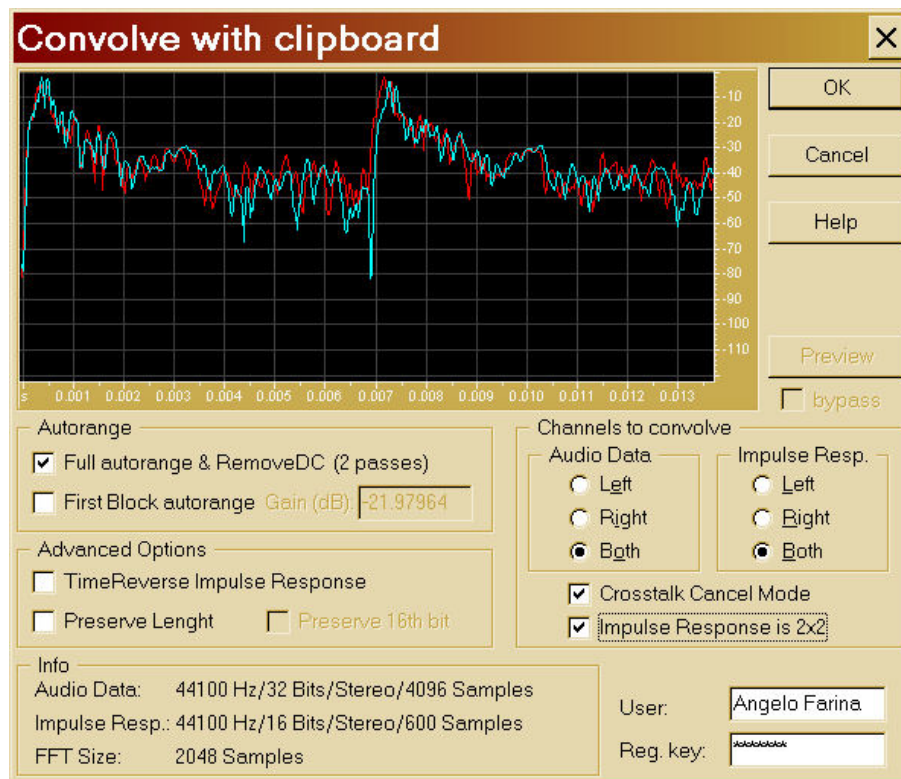 Convolve with clipboard
-10
-20
-30
-40
-50
-60
-70
-80
-90
-100
-110
s 0.001 0.002 0.003 0.004 0.005 0.006 0.007 0.008 0.009 0.010 0.011 0.012 0.013
OK
Cancel
Help
Preview
bypass
Autorange
Full autorange & RemoveDC (2 passes)
First Block autorange Gain (dB): -21.97964
Advanced Options
TimeReverse Impulse Response
Preserve Lenght Preserve 16th bit
Channels to convolve
Audio Data
Left
Right
Both
Impulse Resp.
Left
Right
Both
Crosstalk Cancel Mode
Impulse Response is 2x2
Info
Audio Data: 44100 Hz/32 Bits/Stereo/4096 Samples
Impulse Resp.: 44100 Hz/16 Bits/Stereo/600 Samples
FFT Size: 2048 Samples
User: Angelo Farina
Reg. key: ********